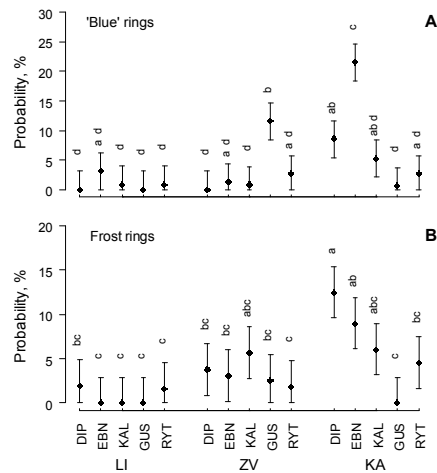 'Blue' rings
A
Probability, %
30
25
20
15
10
5
0
d
a d
d
d
d
d
a d
d
b
a d
ab
c
ab d
d
a d
Frost rings
B
Probability, %
20
15
10
5
0
bc
c
c
c
c
bc
bc
abc
bc
c
a
ab
abc
c
bc
DIP EBN KAL GUS RYT DIP EBN KAL GUS RYT DIP EBN KAL GUS RYT
LI ZV KA